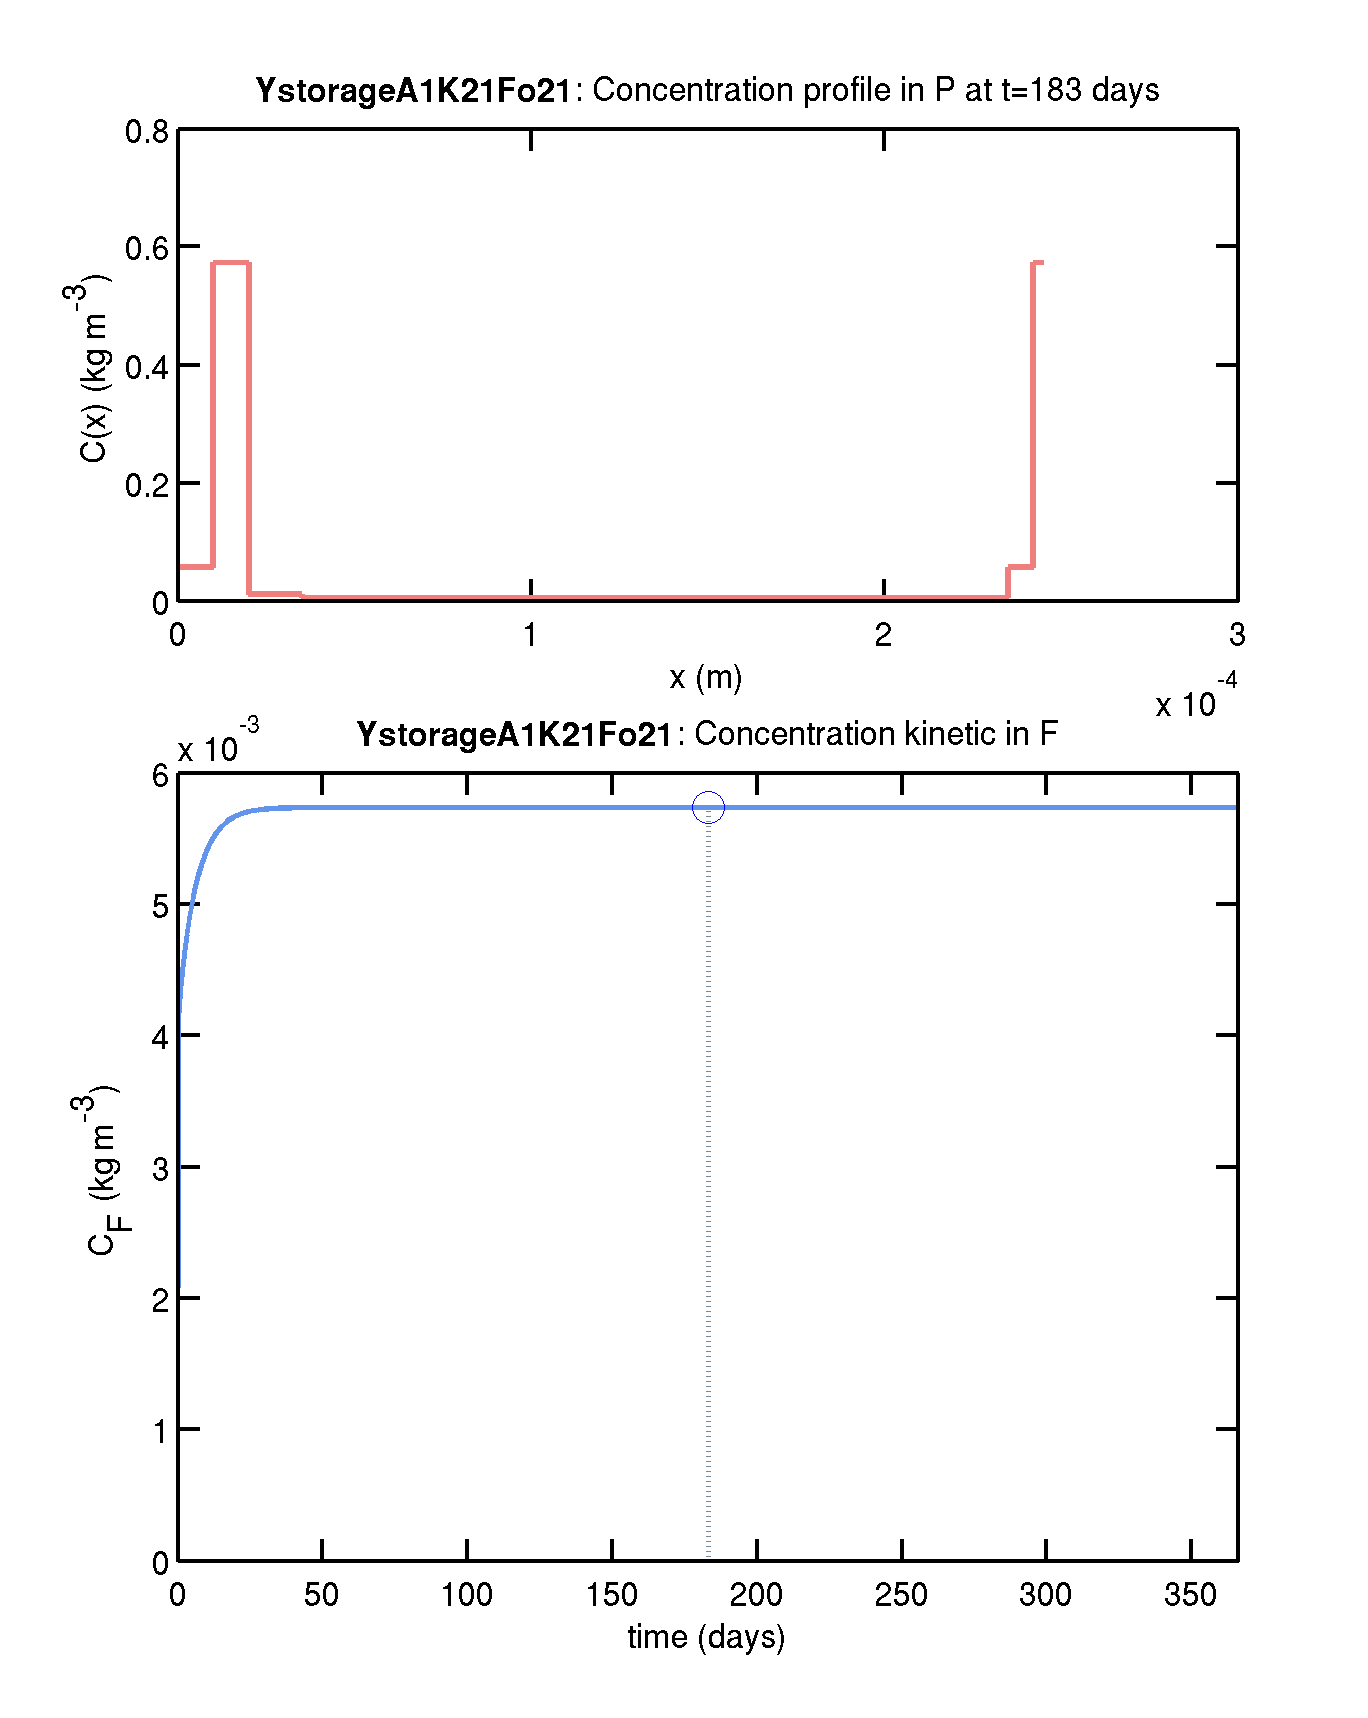 YstorageA1K21Fo21: Concentration profile in P at t=183 days
0.8
0.6
0.4
0.2
0
C(x) (kg m-3)
0 1 2 3
x (m)
x 10-4
YstorageA1K21Fo21: Concentration kinetic in F
x 10-3
6
5
4
3
2
1
0
CF (kg m-3)
0 50 100 150 200 250 300 350
time (days)